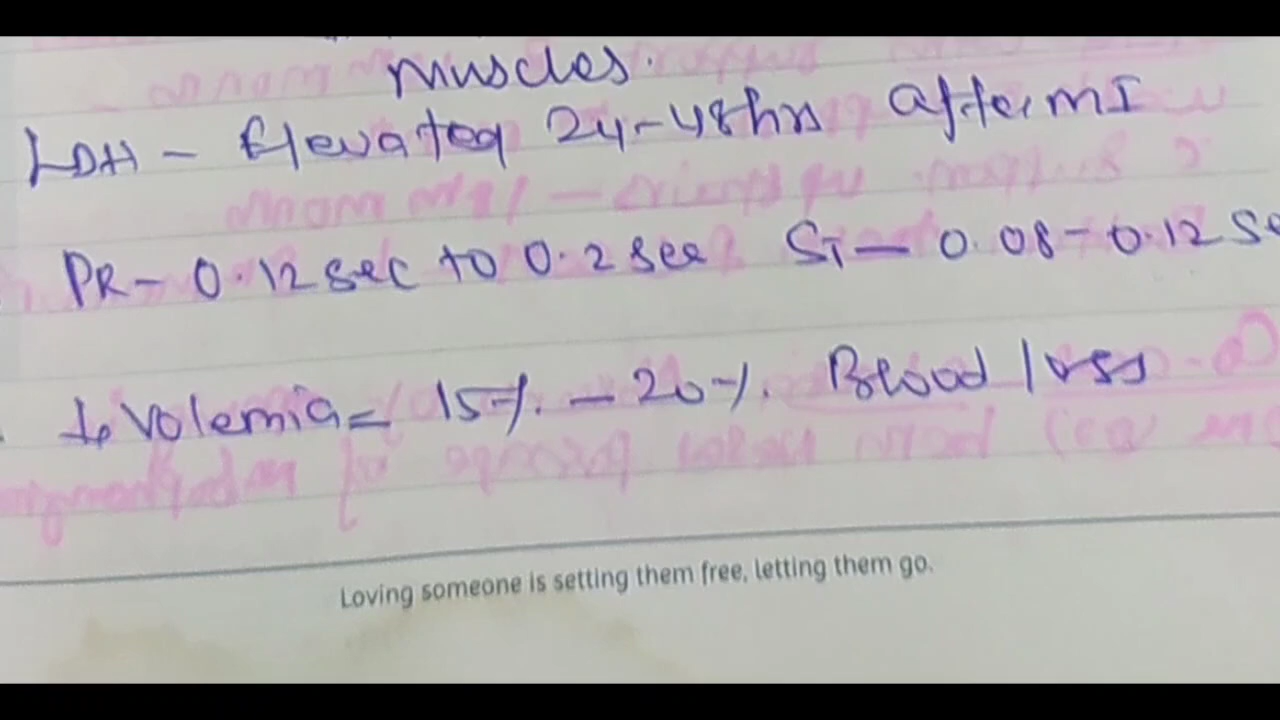 muscles.
LDH - Elevated 24-48hrs after MI
PR - 0.12 sec to 0.2 sec ST - 0.08 - 0.12 Se
Volemia = 15%. - 20%. Blood loss
Loving someone is setting them free, letting them go.